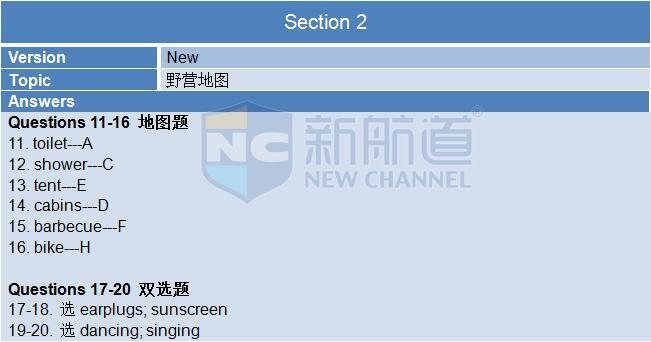 Section 2
Version New
Topic 野营地图
Answers
Questions 11-16 地图题
11. toilet---A
12. shower---C
13. tent---E
14. cabins---D
15. barbecue---F
16. bike---H
Questions 17-20 双选题
17-18. 选 earplugs; sunscreen
19-20. 选 dancing; singing
NC 新航道®
NEW CHANNEL